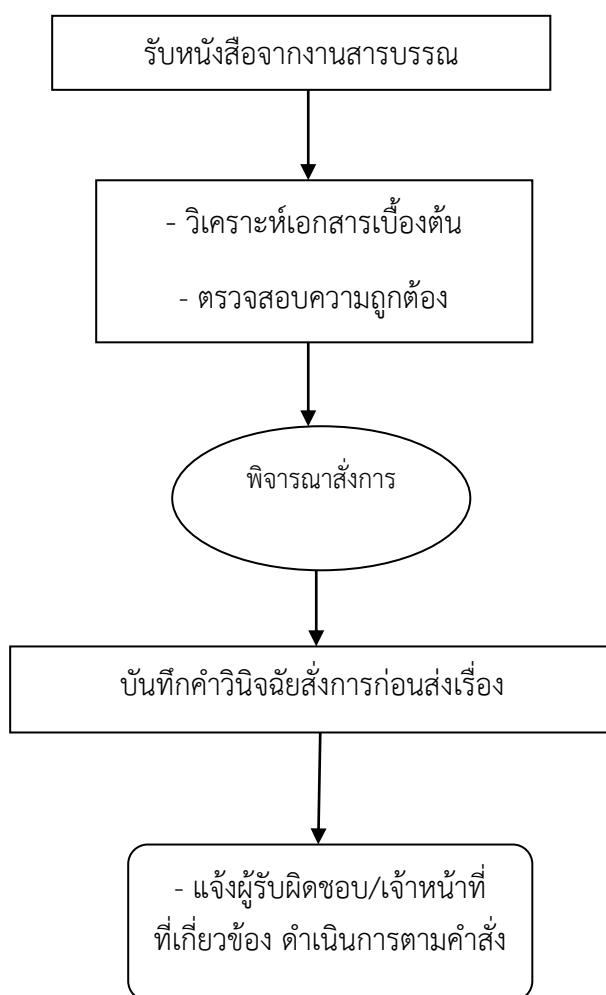 รับหนังสือจากงานสารบรรณ
- วิเคราะห์เอกสารเบื้องต้น
- ตรวจสอบความถูกต้อง
พิจารณาสั่งการ
บันทึกคำวินิจฉัยสั่งการก่อนส่งเรื่อง
- แจ้งผู้รับผิดชอบ/เจ้าหน้าที่
ที่เกี่ยวข้อง ดำเนินการตามคำสั่ง